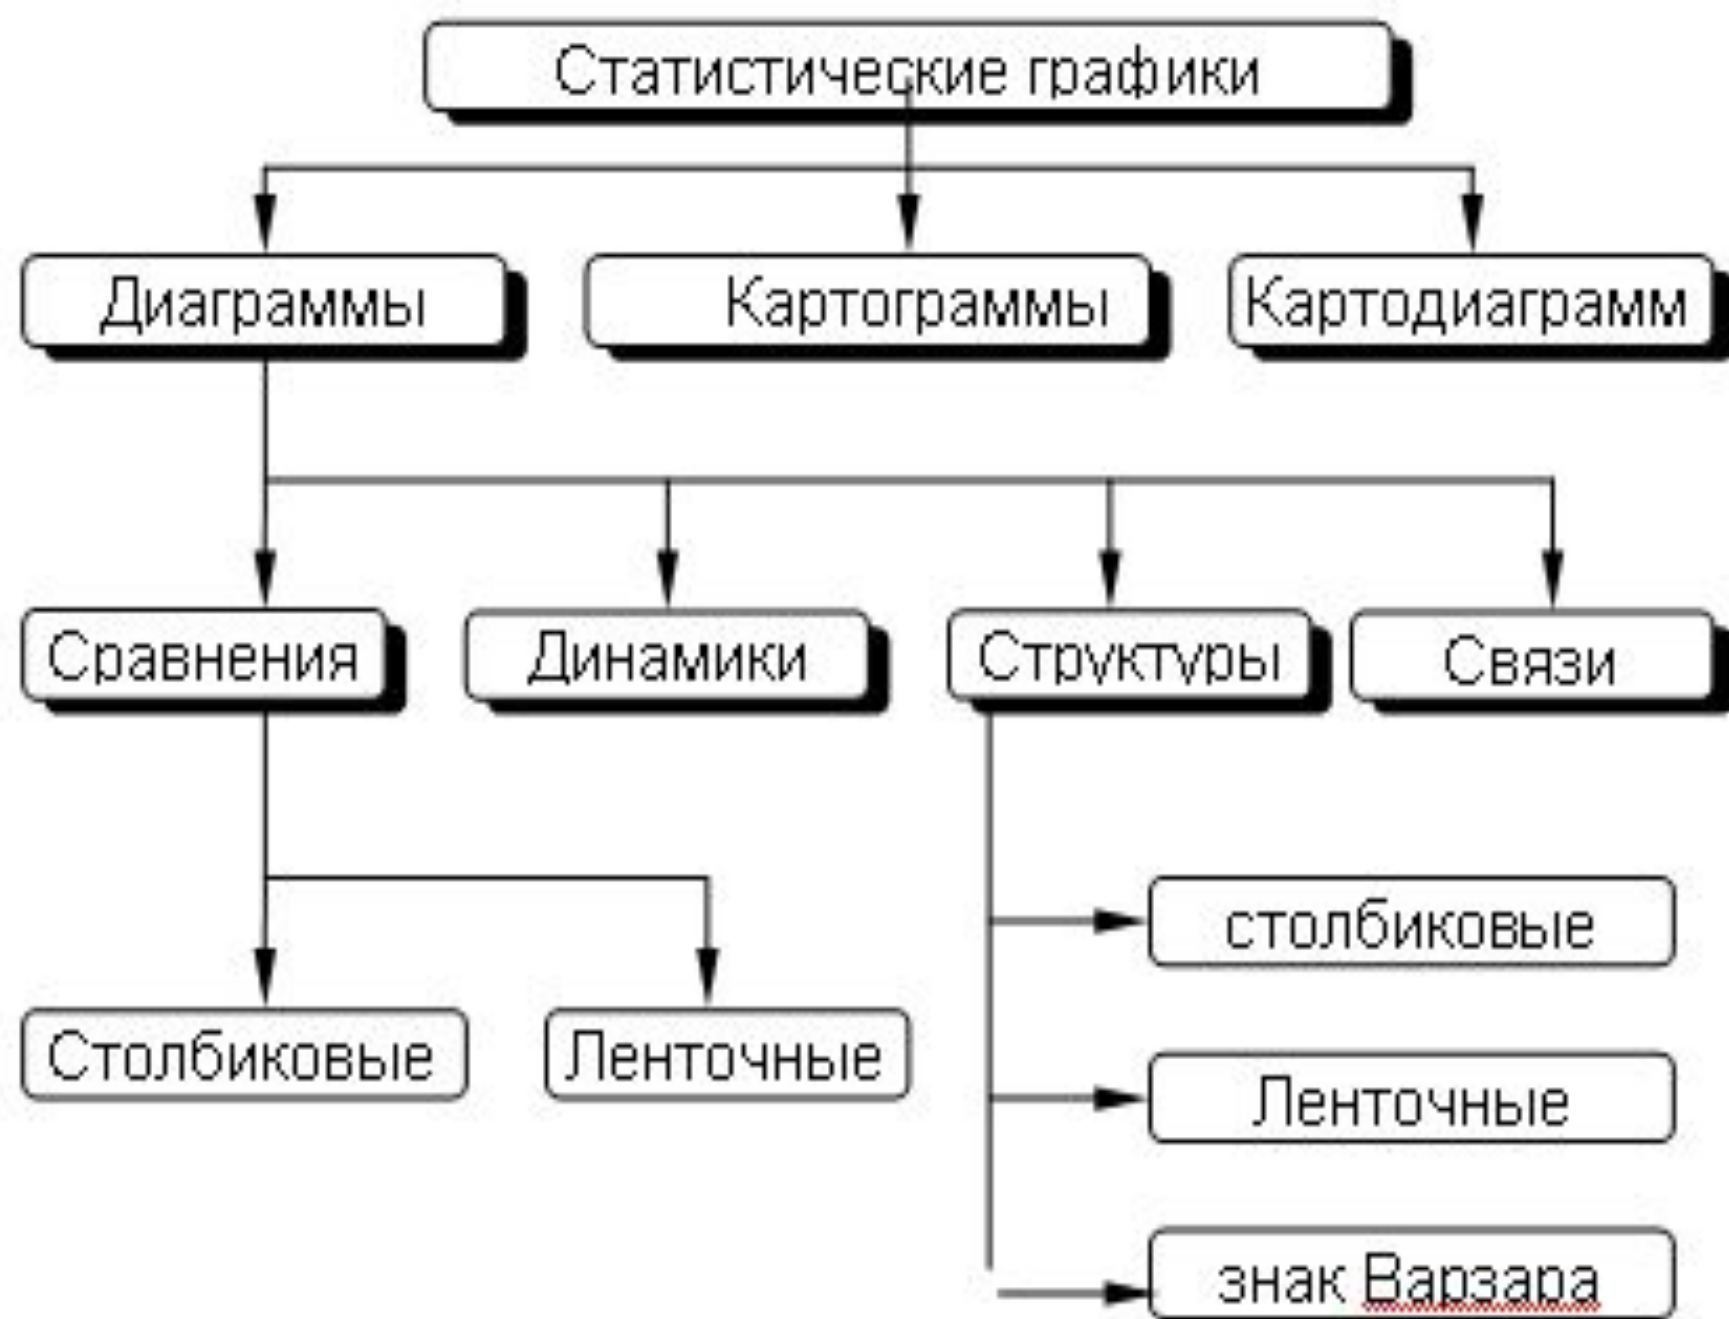 Статистические графики
Диаграммы
Картограммы
Картодиаграмм
Сравнения
Динамики
Структуры
Связи
столбиковые
Столбиковые
Ленточные
Ленточные
знак Варзара